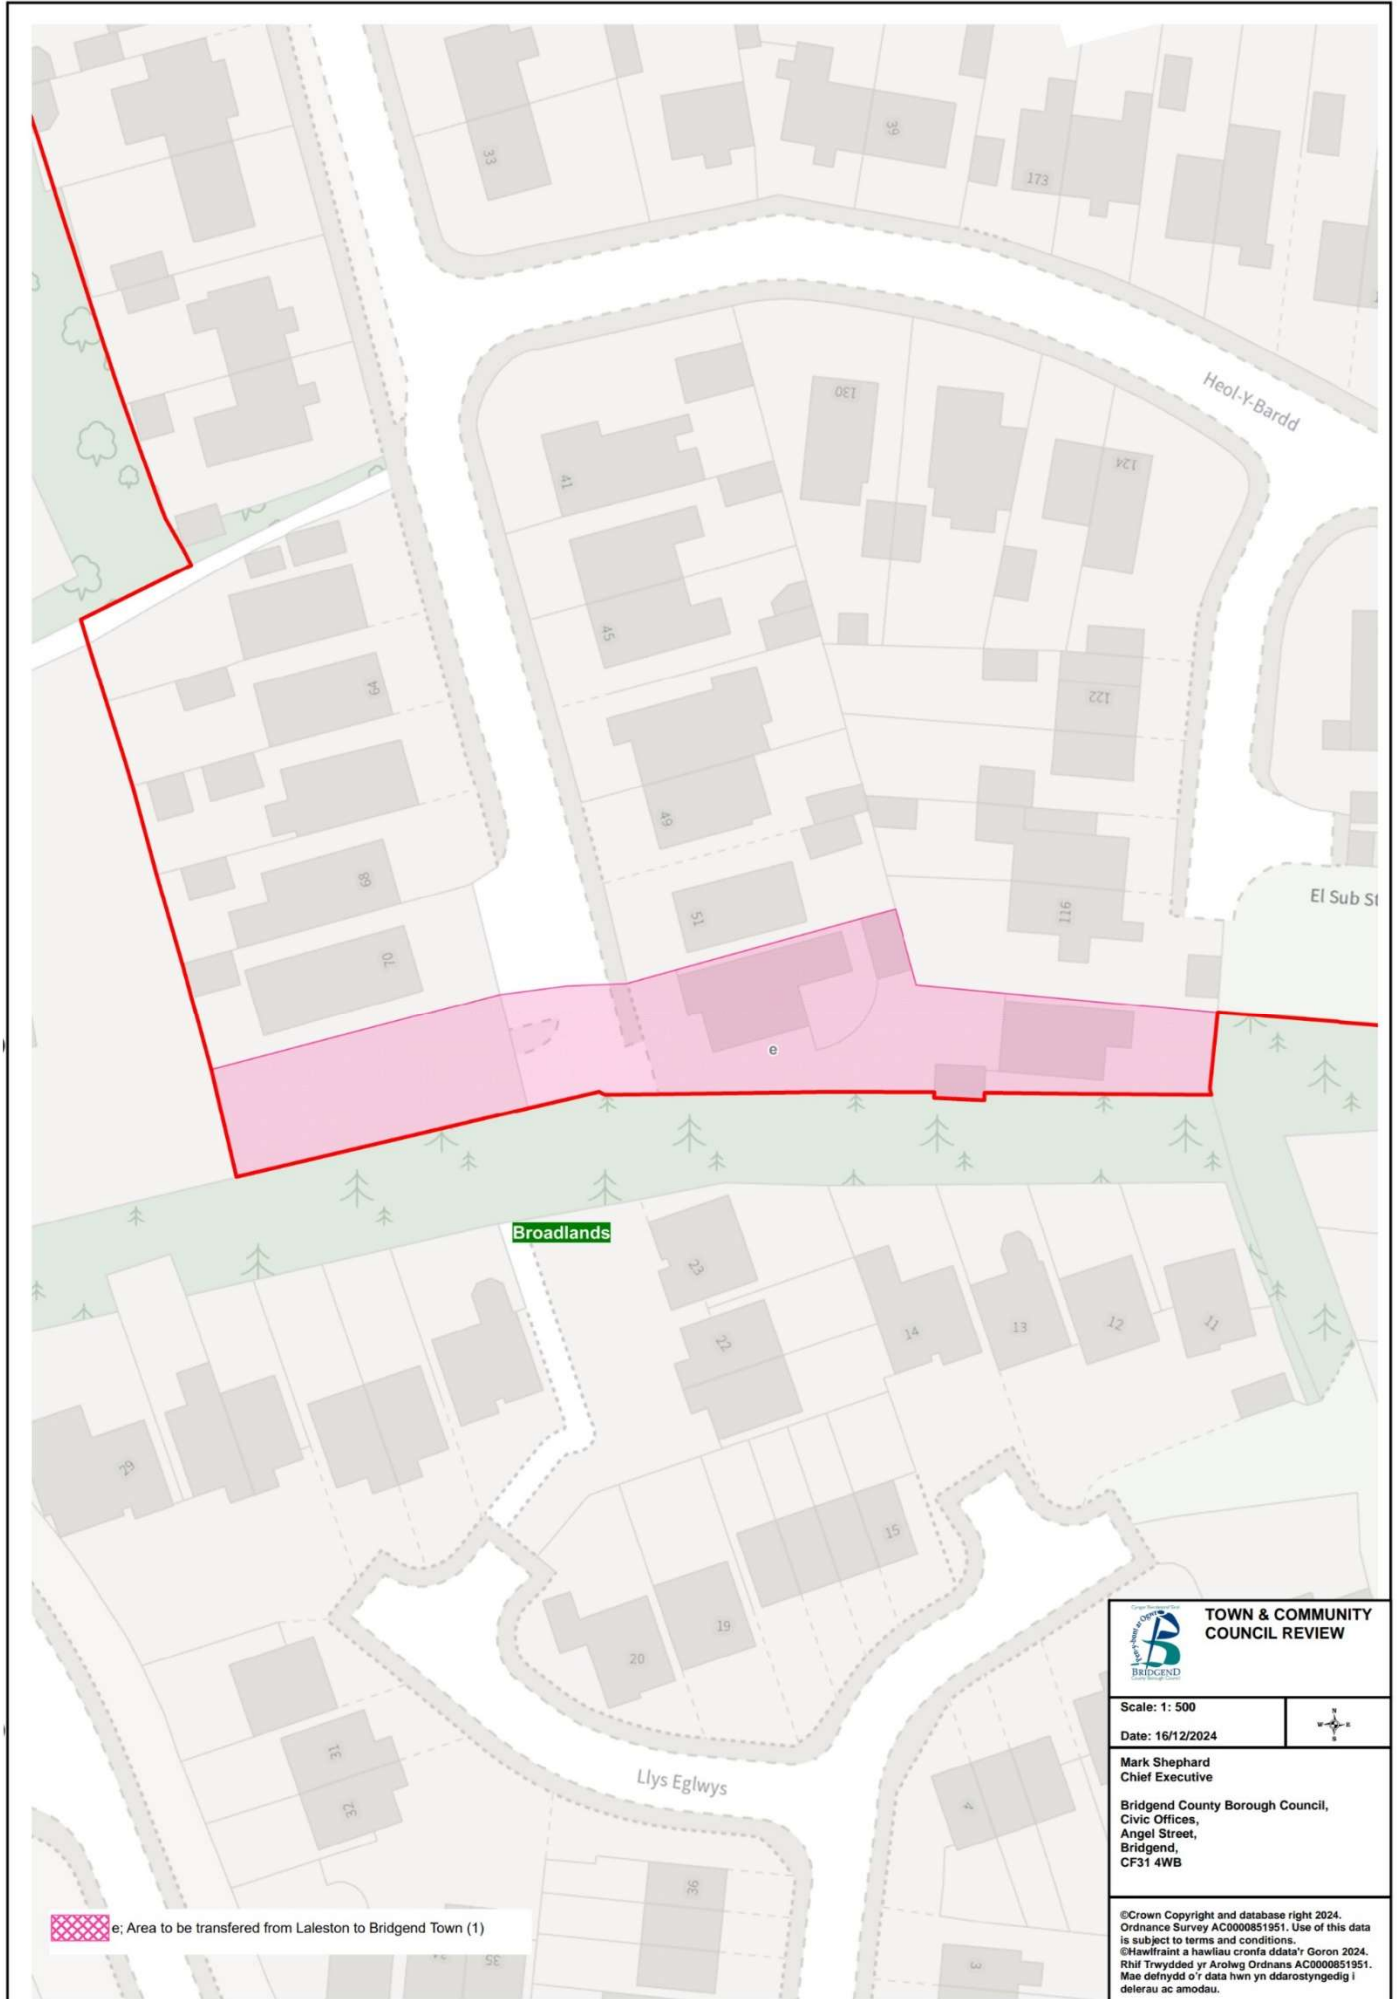 33
39
173
Heol-Y-Bardd
130
124
41
45
64
122
49
68
51
116
El Sub St
70
e
Broadlands
23
22
14
13
12
11
29
15
19
20
31
32
4
Llys Eglwys
36
35
3
e; Area to be transfered from Laleston to Bridgend Town (1)
BRIDGEND
County Borough Council
TOWN & COMMUNITY
COUNCIL REVIEW
Scale: 1: 500
Date: 16/12/2024
N
W E
S
Mark Shephard
Chief Executive
Bridgend County Borough Council,
Civic Offices,
Angel Street,
Bridgend,
CF31 4WB
©Crown Copyright and database right 2024.
Ordnance Survey AC0000851951. Use of this data
is subject to terms and conditions.
©Hawlfraint a hawliau cronfa ddata'r Goron 2024.
Rhif Trwydded yr Arolwg Ordnans AC0000851951.
Mae defnydd o'r data hwn yn ddarostyngedig i
delerau ac amodau.